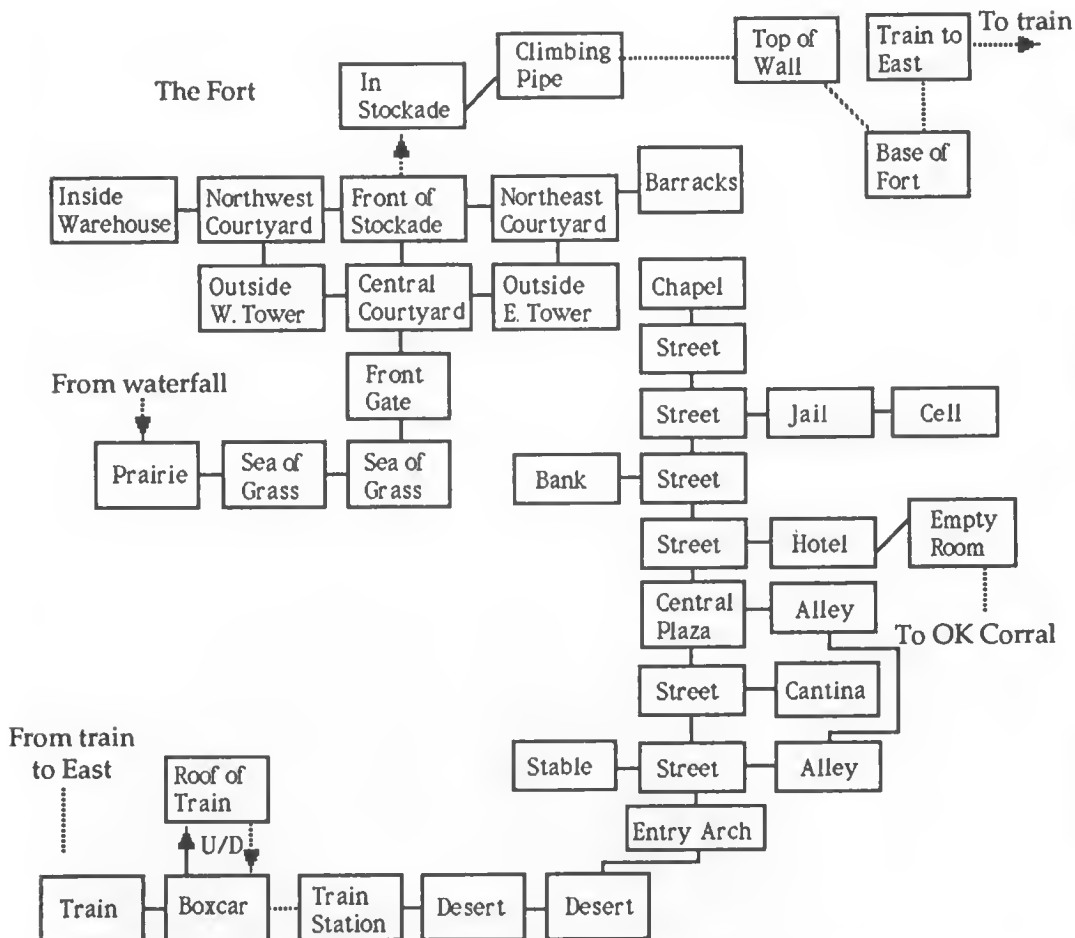 To train
The Fort
In
Stockade
Climbing
Pipe
Top of
Wall
Train to
East
Base of
Fort
Inside
Warehouse
Northwest
Courtyard
Front of
Stockade
Northeast
Courtyard
Barracks
Outside
W. Tower
Central
Courtyard
Outside
E. Tower
Chapel
Street
Front
Gate
From waterfall
Street
Jail
Cell
Prairie
Sea of
Grass
Sea of
Grass
Bank
Street
Street
Hotel
Empty
Room
Central
Plaza
Alley
To OK Corral
Street
Cantina
From train
to East
Stable
Street
Alley
Roof of
Train
U/D
Entry Arch
Train
Boxcar
Train
Station
Desert
Desert